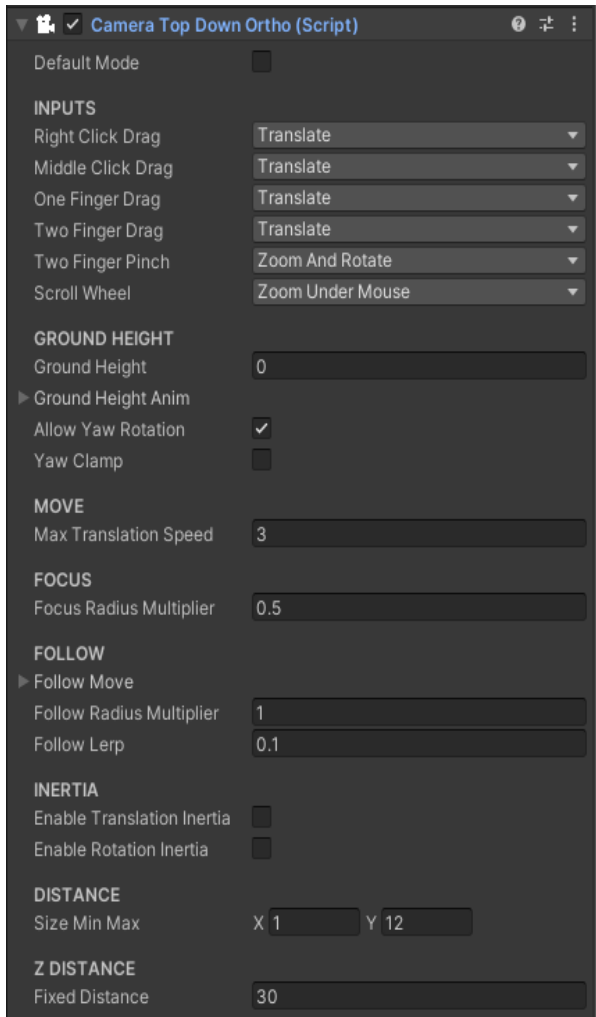 Camera Top Down Ortho (Script)
Default Mode
INPUTS
Right Click Drag Translate
Middle Click Drag Translate
One Finger Drag Translate
Two Finger Drag Translate
Two Finger Pinch Zoom And Rotate
Scroll Wheel Zoom Under Mouse
GROUND HEIGHT
Ground Height 0
Ground Height Anim
Allow Yaw Rotation
Yaw Clamp
MOVE
Max Translation Speed 3
FOCUS
Focus Radius Multiplier 0.5
FOLLOW
Follow Move
Follow Radius Multiplier 1
Follow Lerp 0.1
INERTIA
Enable Translation Inertia
Enable Rotation Inertia
DISTANCE
Size Min Max X 1 Y 12
Z DISTANCE
Fixed Distance 30